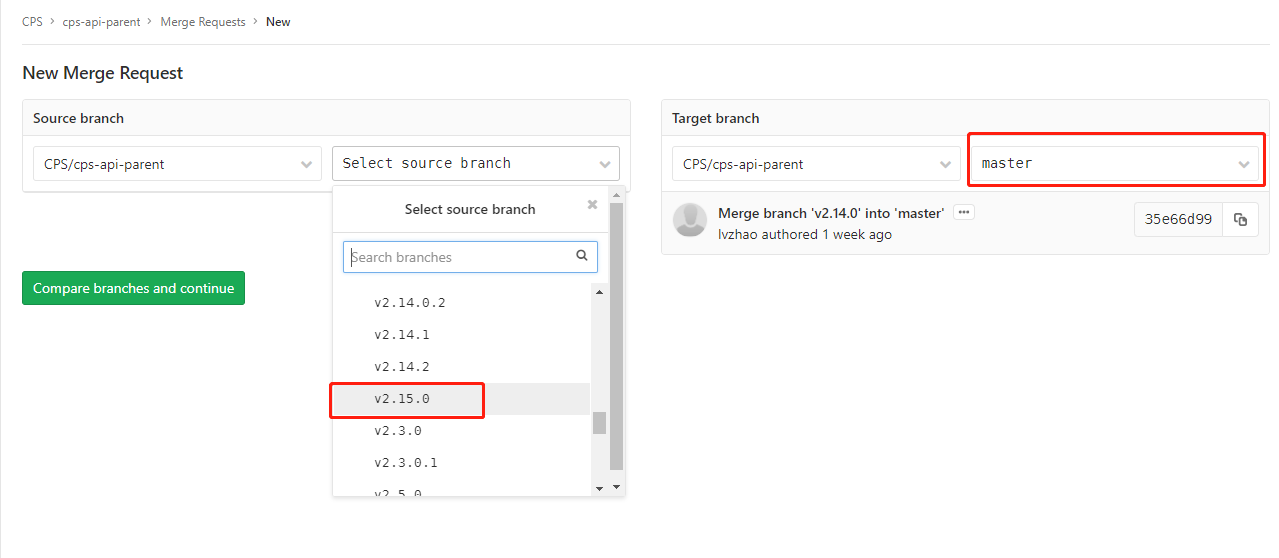 CPS > cps-api-parent > Merge Requests > New
New Merge Request
Source branch
CPS/cps-api-parent
Select source branch
Select source branch
Search branches
v2.14.0.2
v2.14.1
v2.14.2
v2.15.0
v2.3.0
v2.3.0.1
v2.5.0
Compare branches and continue
Target branch
CPS/cps-api-parent
master
Merge branch 'v2.14.0' into 'master'
lvzhao authored 1 week ago
35e66d99